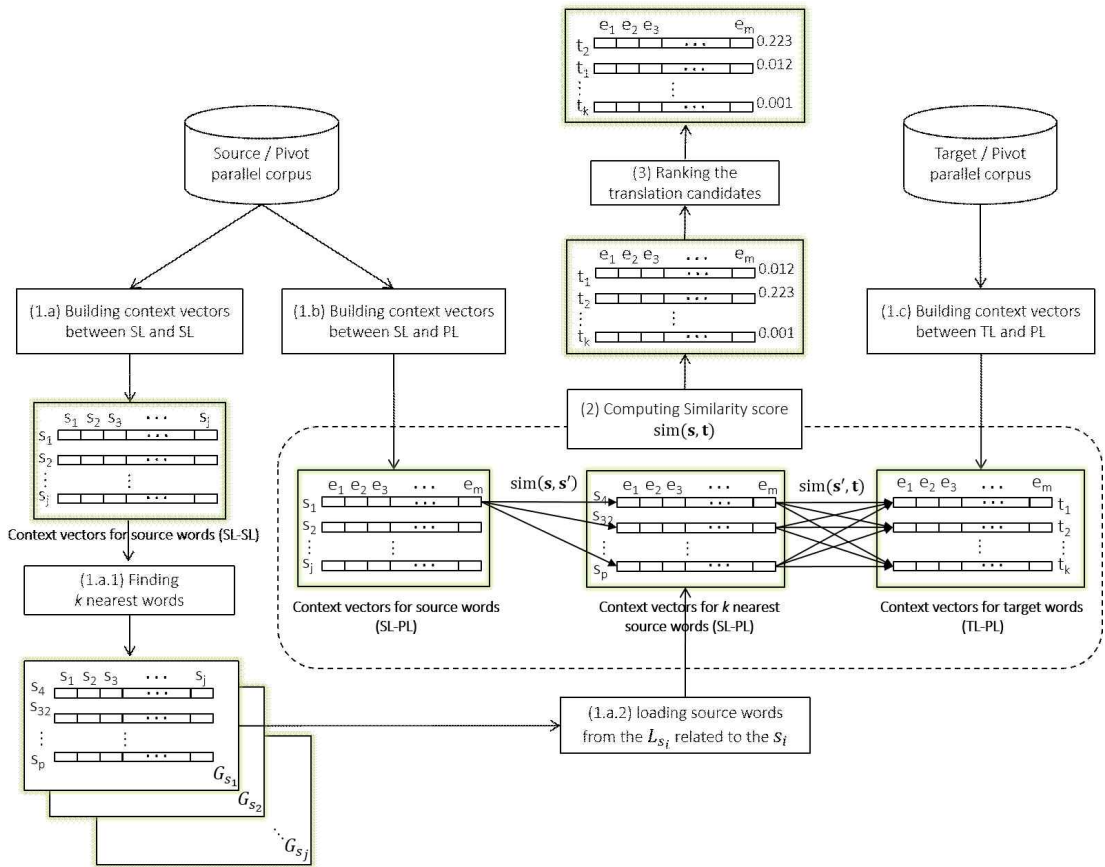 e₁ e₂ e₃ ... eₘ
t₂ ... 0.223
t₁ ... 0.012
⋮ ⋮
tₖ ... 0.001
Source / Pivot
parallel corpus
(3) Ranking the
translation candidates
Target / Pivot
parallel corpus
e₁ e₂ e₃ ... eₘ
t₁ ... 0.012
t₂ ... 0.223
⋮ ⋮
tₖ ... 0.001
(1.a) Building context vectors
between SL and SL
(1.b) Building context vectors
between SL and PL
(1.c) Building context vectors
between TL and PL
(2) Computing Similarity score
sim(s, t)
s₁ s₂ s₃ ... sⱼ
s₁ ...
s₂ ...
⋮ ⋮
sⱼ ...
Context vectors for source words (SL-SL)
e₁ e₂ e₃ ... eₘ
s₁ ...
s₂ ...
⋮ ⋮
sⱼ ...
Context vectors for source words
(SL-PL)
sim(s, s′)
e₁ e₂ e₃ ... eₘ
s₄ ...
s₃₂ ...
⋮ ⋮
sₚ ...
Context vectors for k nearest
source words (SL-PL)
sim(s′, t)
e₁ e₂ e₃ ... eₘ
... t₁
... t₂
⋮ ⋮
... tₖ
Context vectors for target words
(TL-PL)
(1.a.1) Finding
k nearest words
s₁ s₂ s₃ ... sⱼ
s₄ ...
s₃₂ ...
⋮ ⋮
sₚ ...
G_s₁
G_s₂
⋱ G_sⱼ
(1.a.2) loading source words
from the L_sᵢ related to the sᵢ